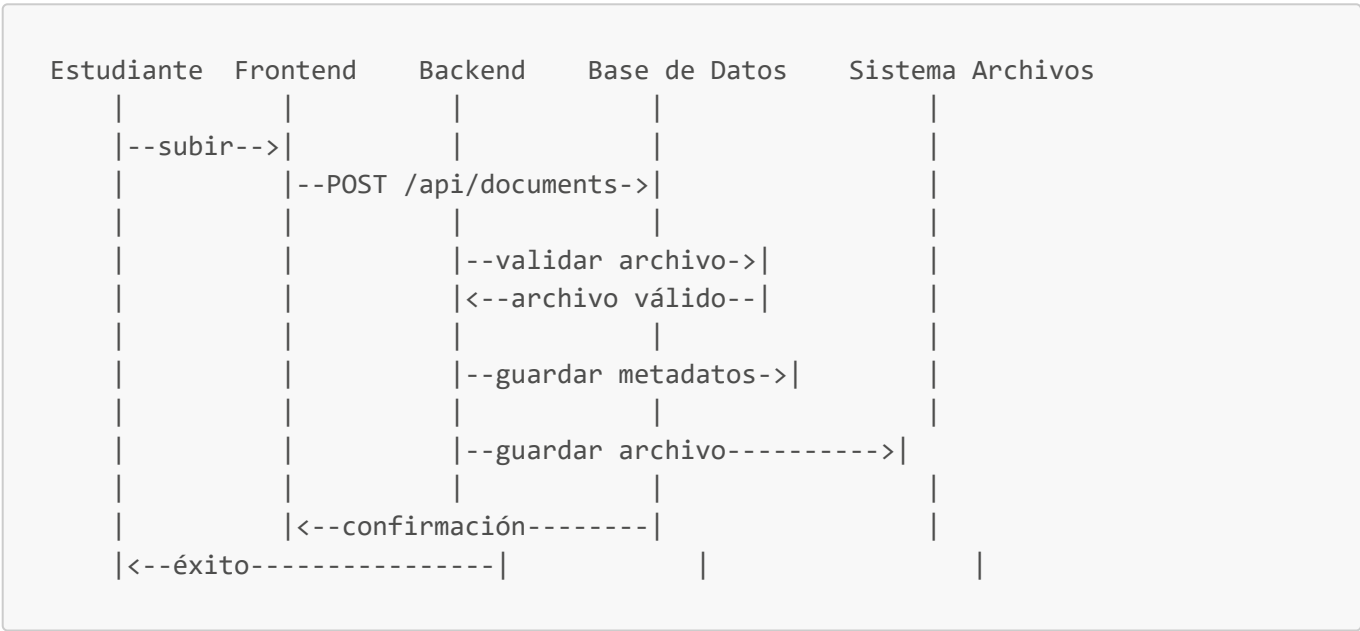 Estudiante  Frontend    Backend    Base de Datos    Sistema Archivos
    |          |          |            |                 |
    |--subir-->|          |            |                 |
    |          |--POST /api/documents->|                 |
    |          |          |            |                 |
    |          |          |--validar archivo->|          |
    |          |          |<--archivo válido--|          |
    |          |          |            |                 |
    |          |          |--guardar metadatos->|        |
    |          |          |            |                 |
    |          |          |--guardar archivo---------->|
    |          |          |            |                 |
    |          |<--confirmación--------|                 |
    |<--éxito----------------|            |                 |